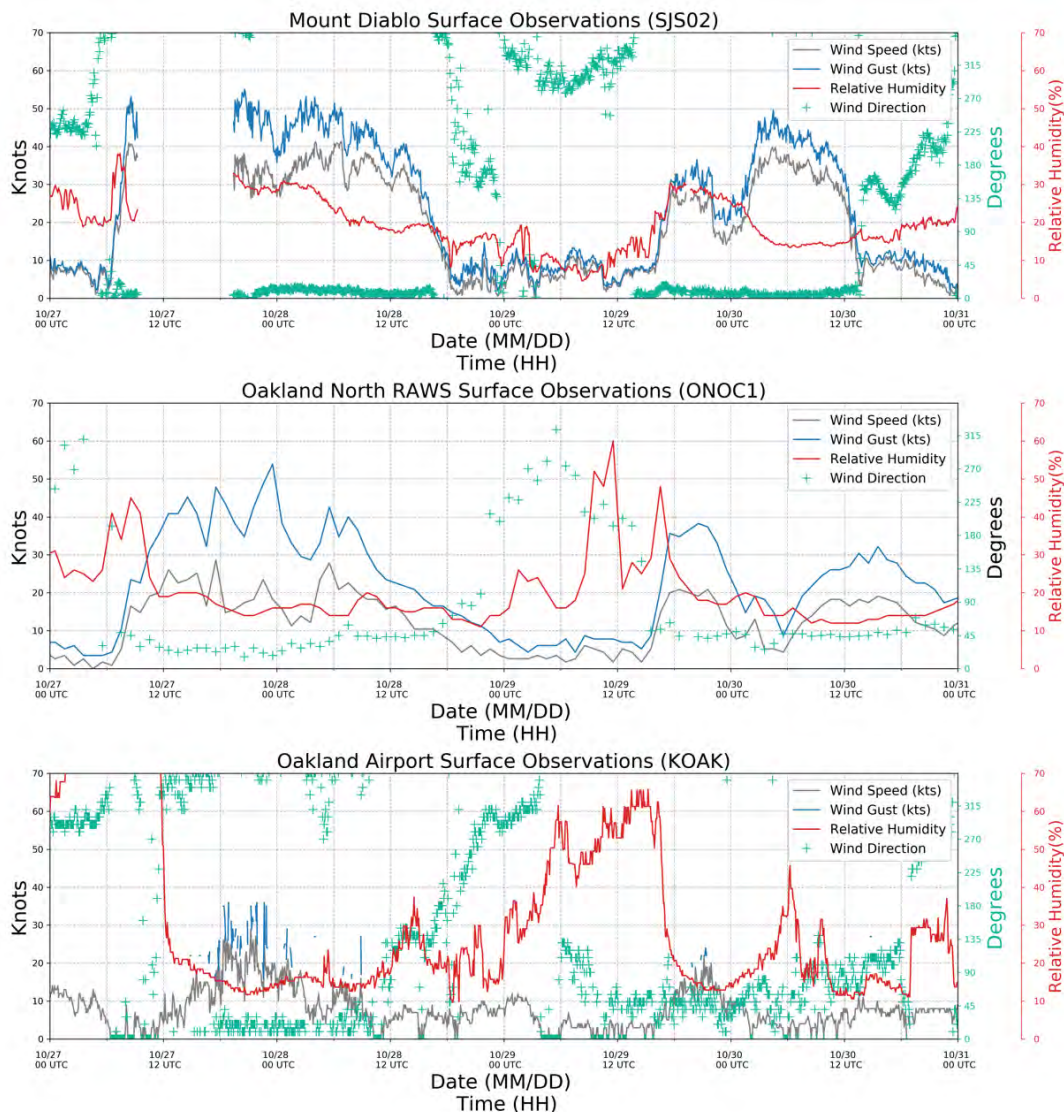 Mount Diablo Surface Observations (SJS02)
Wind Speed (kts)
Wind Gust (kts)
Relative Humidity
Wind Direction
Knots
70
60
50
40
30
20
10
0
Degrees
315
270
225
180
135
90
45
0
Relative Humidity(%)
70
60
50
40
30
20
10
0
10/27 10/27 10/28 10/28 10/29 10/29 10/30 10/30 10/31
00 UTC 12 UTC 00 UTC 12 UTC 00 UTC 12 UTC 00 UTC 12 UTC 00 UTC
Date (MM/DD)
Time (HH)
Oakland North RAWS Surface Observations (ONOC1)
Wind Speed (kts)
Wind Gust (kts)
Relative Humidity
Wind Direction
Knots
70
60
50
40
30
20
10
0
Degrees
315
270
225
180
135
90
45
0
Relative Humidity(%)
70
60
50
40
30
20
10
0
10/27 10/27 10/28 10/28 10/29 10/29 10/30 10/30 10/31
00 UTC 12 UTC 00 UTC 12 UTC 00 UTC 12 UTC 00 UTC 12 UTC 00 UTC
Date (MM/DD)
Time (HH)
Oakland Airport Surface Observations (KOAK)
Wind Speed (kts)
Wind Gust (kts)
Relative Humidity
Wind Direction
Knots
70
60
50
40
30
20
10
0
Degrees
315
270
225
180
135
90
45
0
Relative Humidity(%)
70
60
50
40
30
20
10
0
10/27 10/27 10/28 10/28 10/29 10/29 10/30 10/30 10/31
00 UTC 12 UTC 00 UTC 12 UTC 00 UTC 12 UTC 00 UTC 12 UTC 00 UTC
Date (MM/DD)
Time (HH)